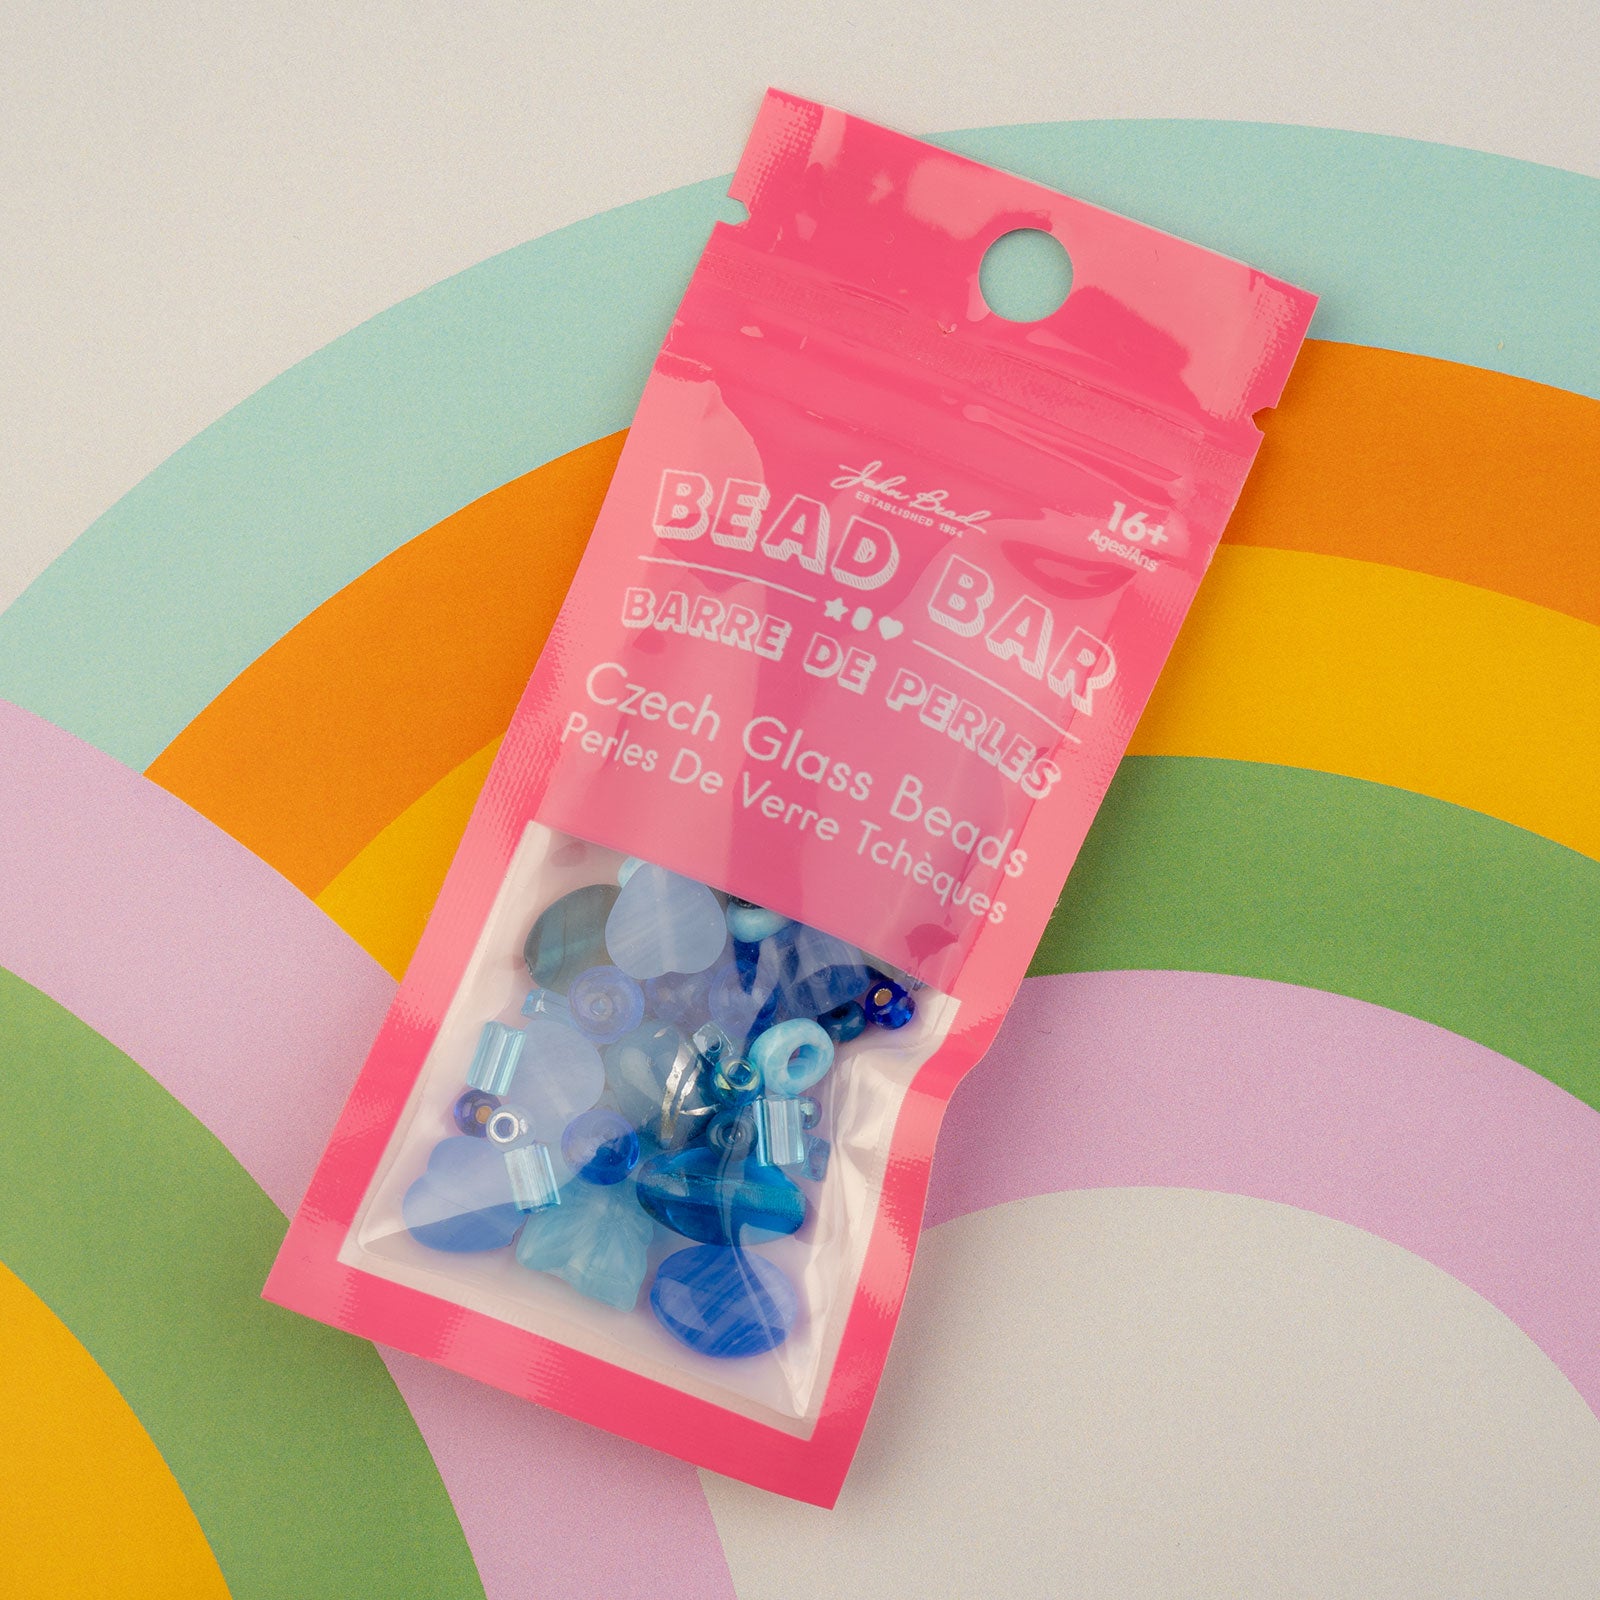 John Bead
ESTABLISHED 1954
BEAD BAR
16+
Ages/Ans
BARRE DE PERLES
Czech Glass Beads
Perles De Verre Tchèques